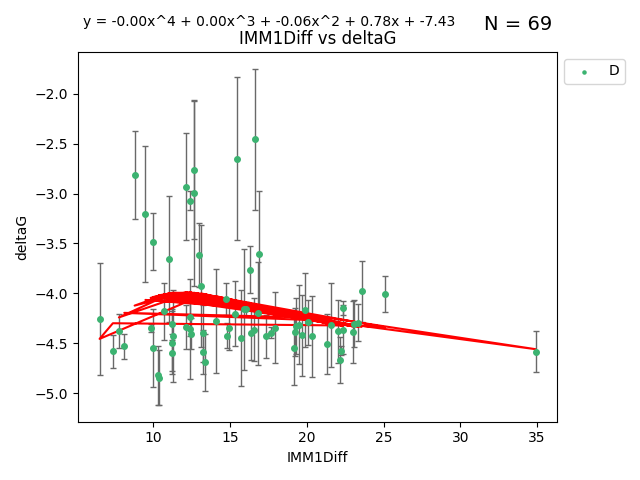 y = -0.00x^4 + 0.00x^3 + -0.06x^2 + 0.78x + -7.43
N = 69
IMM1Diff vs deltaG
D
deltaG
−2.0
−2.5
−3.0
−3.5
−4.0
−4.5
−5.0
10 15 20 25 30 35
IMM1Diff